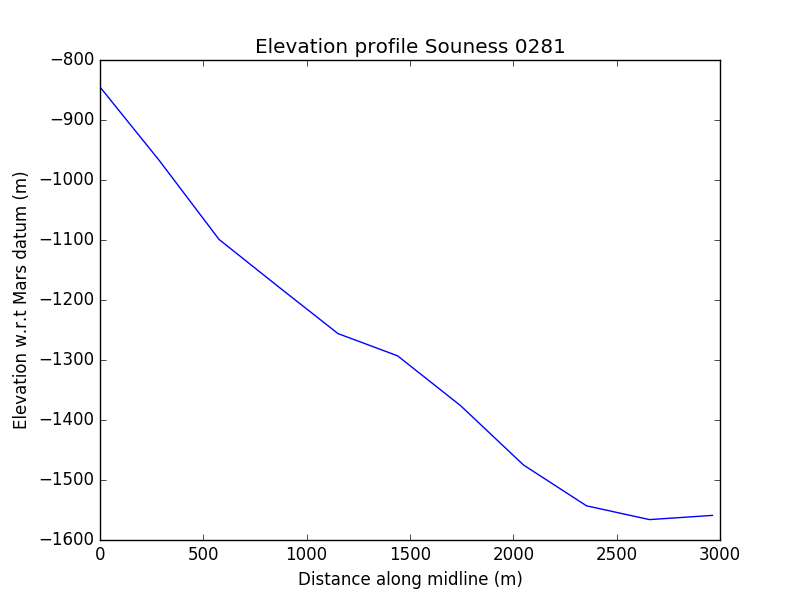 Elevation profile Souness 0281
−800
−900
−1000
−1100
−1200
−1300
−1400
−1500
−1600
Elevation w.r.t Mars datum (m)
0 500 1000 1500 2000 2500 3000
Distance along midline (m)